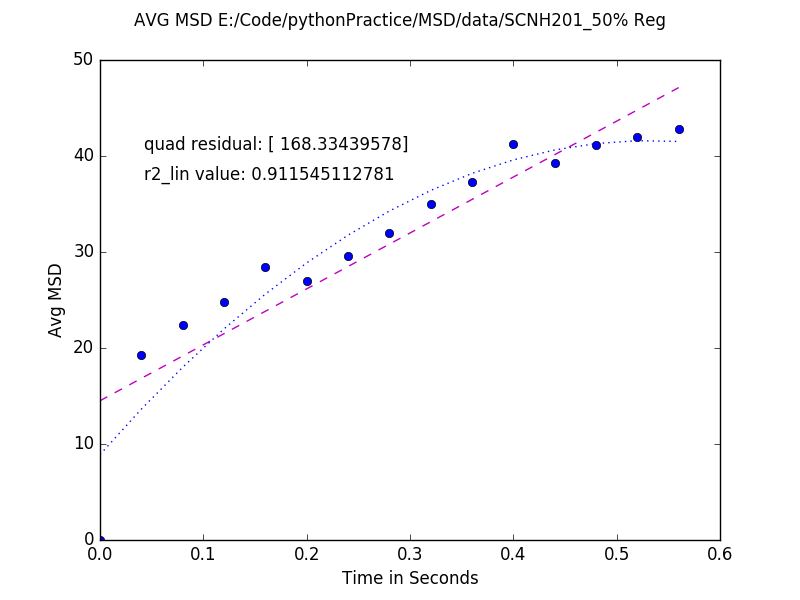 AVG MSD E:/Code/pythonPractice/MSD/data/SCNH201_50% Reg
50
quad residual: [ 168.33439578]
40
r2_lin value: 0.911545112781
30
Avg MSD
20
10
0
0.0 0.1 0.2 0.3 0.4 0.5 0.6
Time in Seconds